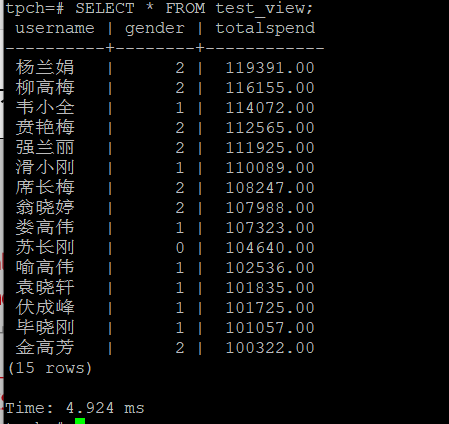 tpch=# SELECT * FROM test_view;
 username | gender | totalspend
----------+--------+------------
 杨兰娟   |      2 |  119391.00
 柳高梅   |      2 |  116155.00
 韦小全   |      1 |  114072.00
 贲艳梅   |      2 |  112565.00
 强兰丽   |      2 |  111925.00
 滑小刚   |      1 |  110089.00
 席长梅   |      2 |  108247.00
 翁晓婷   |      2 |  107988.00
 娄高伟   |      1 |  107323.00
 苏长刚   |      0 |  104640.00
 喻高伟   |      1 |  102536.00
 袁晓轩   |      1 |  101835.00
 伏成峰   |      1 |  101725.00
 毕晓刚   |      1 |  101057.00
 金高芳   |      2 |  100322.00
(15 rows)
Time: 4.924 ms